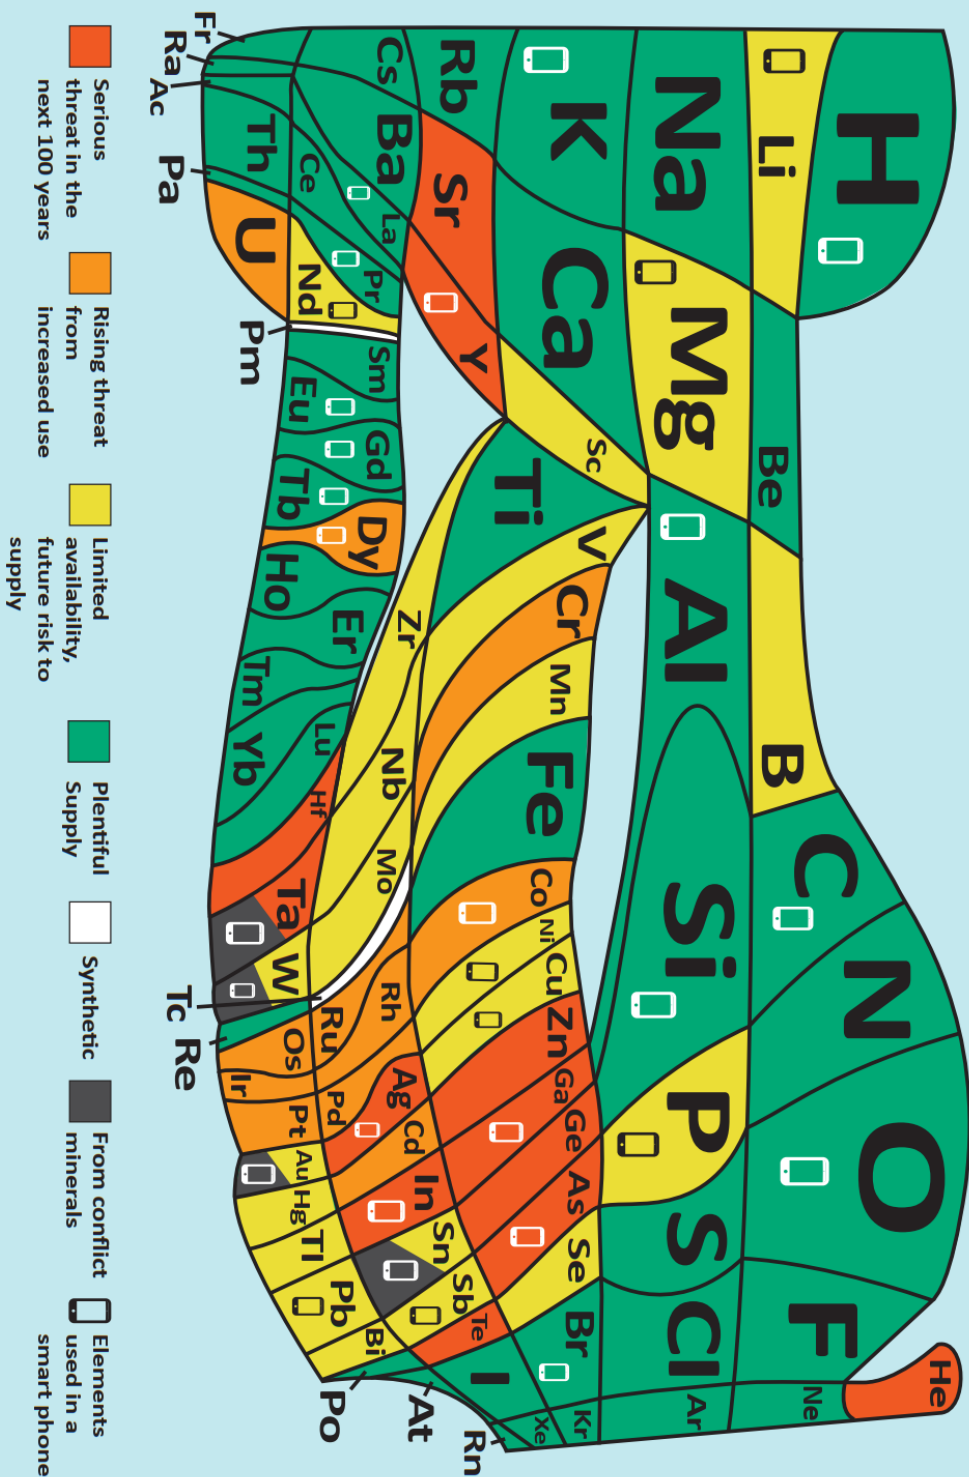 H
Li
Be
B
C
N
O
F
He
Ne
Na
Mg
Al
Si
P
S
Cl
Ar
K
Ca
Sc
Ti
V
Cr
Mn
Fe
Co
Ni
Cu
Zn
Ga
Ge
As
Se
Br
Kr
Rb
Sr
Y
Zr
Nb
Mo
Tc
Ru
Rh
Pd
Ag
Cd
In
Sn
Sb
Te
I
Xe
Cs
Ba
La
Ce
Pr
Nd
Pm
Sm
Eu
Gd
Tb
Dy
Ho
Er
Tm
Yb
Lu
Hf
Ta
W
Re
Os
Ir
Pt
Au
Hg
Tl
Pb
Bi
Po
At
Rn
Fr
Ra
Ac
Th
Pa
U
Serious
threat in the
next 100 years
Rising threat
from
increased use
Limited
availability,
future risk to
supply
Plentiful
Supply
Synthetic
From conflict
minerals
Elements
used in a
smart phone